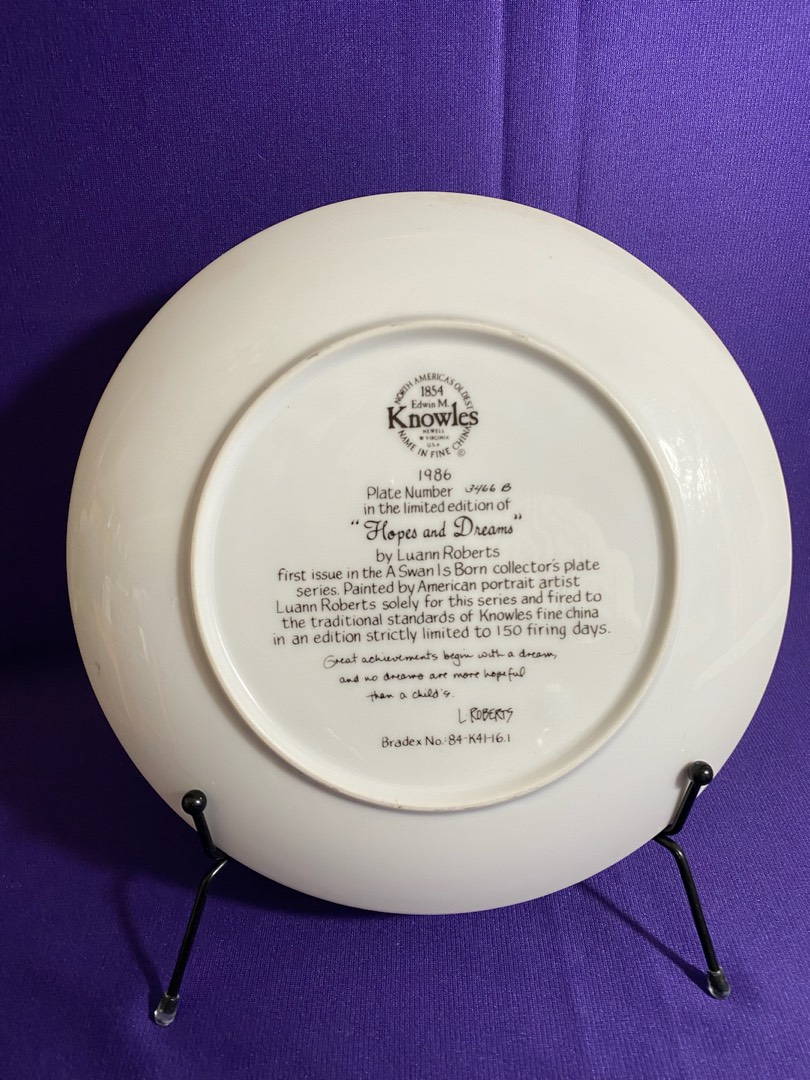 NORTH AMERICA'S OLDEST
1854
Edwin M.
Knowles
NEWELL
W VIRGINIA
U.S.A.
NAME IN FINE CHINA
©
1986
Plate Number 3466 B
in the limited edition of
"Hopes and Dreams"
by Luann Roberts
first issue in the A Swan Is Born collector's plate
series. Painted by American portrait artist
Luann Roberts solely for this series and fired to
the traditional standards of Knowles fine china
in an edition strictly limited to 150 firing days.
Great achievements begin with a dream,
and no dreams are more hopeful
than a child's.
L ROBERTS
Bradex No.: 84-K41-16.1